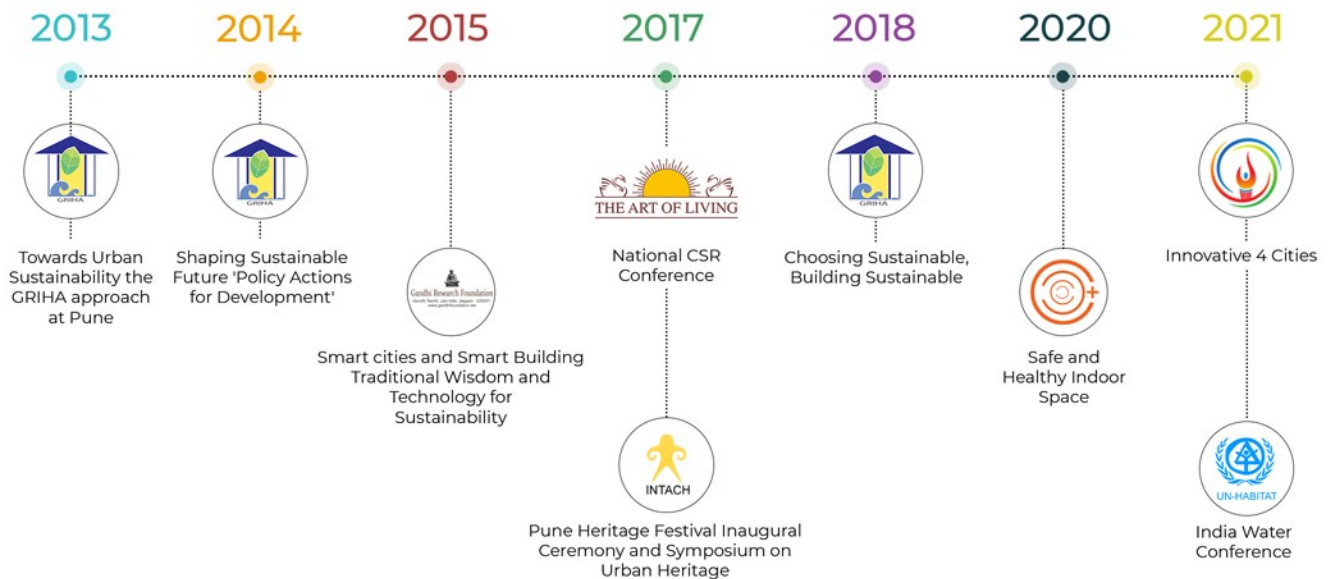 2013
2014
2015
2017
2018
2020
2021
GRIHA
Towards Urban
Sustainability the
GRIHA approach
at Pune
GRIHA
Shaping Sustainable
Future 'Policy Actions
for Development'
Gandhi Research Foundation
Smart cities and Smart Building
Traditional Wisdom and
Technology for
Sustainability
THE ART OF LIVING
National CSR
Conference
INTACH
Pune Heritage Festival Inaugural
Ceremony and Symposium on
Urban Heritage
GRIHA
Choosing Sustainable,
Building Sustainable
Safe and
Healthy Indoor
Space
Innovative 4 Cities
UN-HABITAT
India Water
Conference